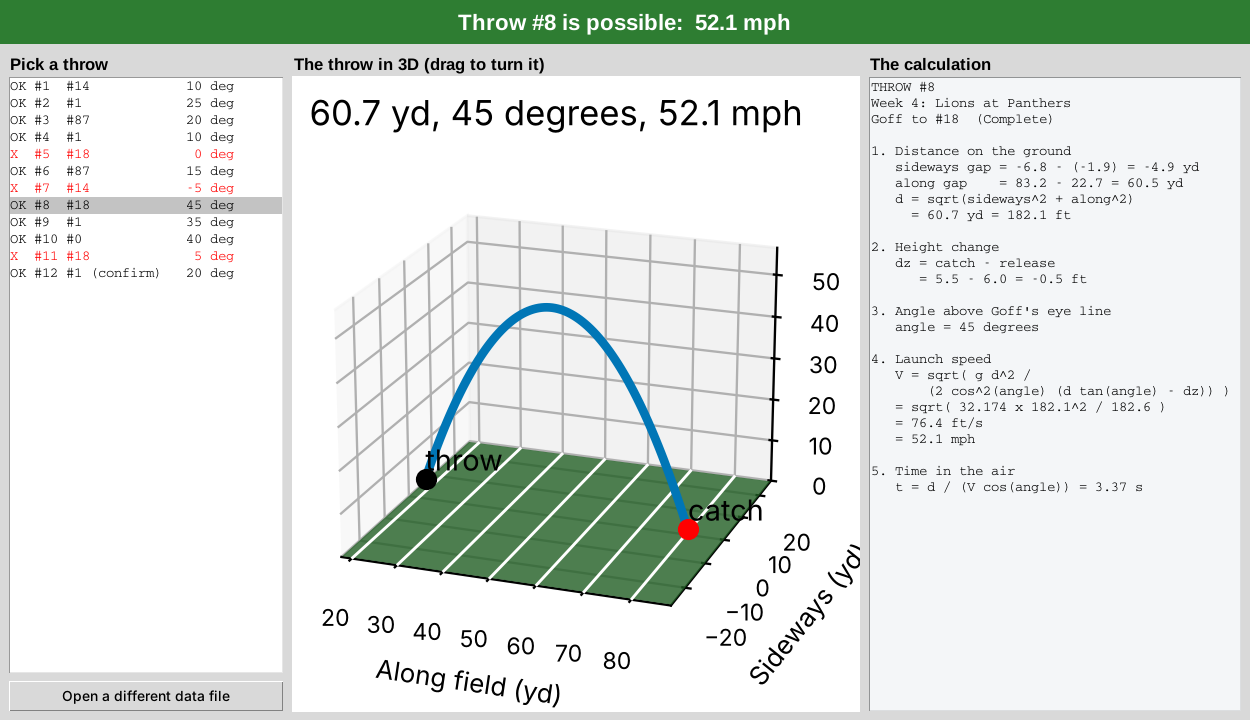 Throw #8 is possible:  52.1 mph
Pick a throw
OK #1  #14            10 deg
OK #2  #1             25 deg
OK #3  #87            20 deg
OK #4  #1             10 deg
X  #5  #18             0 deg
OK #6  #87            15 deg
X  #7  #14            -5 deg
OK #8  #18            45 deg
OK #9  #1             35 deg
OK #10 #0             40 deg
X  #11 #18             5 deg
OK #12 #1 (confirm)   20 deg
Open a different data file
The throw in 3D (drag to turn it)
60.7 yd, 45 degrees, 52.1 mph
throw
catch
50
40
30
20
10
0
20
10
0
−10
−20
Sideways (yd)
20 30 40 50 60 70 80
Along field (yd)
The calculation
THROW #8
Week 4: Lions at Panthers
Goff to #18  (Complete)
1. Distance on the ground
sideways gap = -6.8 - (-1.9) = -4.9 yd
along gap    = 83.2 - 22.7 = 60.5 yd
d = sqrt(sideways^2 + along^2)
= 60.7 yd = 182.1 ft
2. Height change
dz = catch - release
= 5.5 - 6.0 = -0.5 ft
3. Angle above Goff's eye line
angle = 45 degrees
4. Launch speed
V = sqrt( g d^2 /
(2 cos^2(angle) (d tan(angle) - dz)) )
= sqrt( 32.174 x 182.1^2 / 182.6 )
= 76.4 ft/s
= 52.1 mph
5. Time in the air
t = d / (V cos(angle)) = 3.37 s